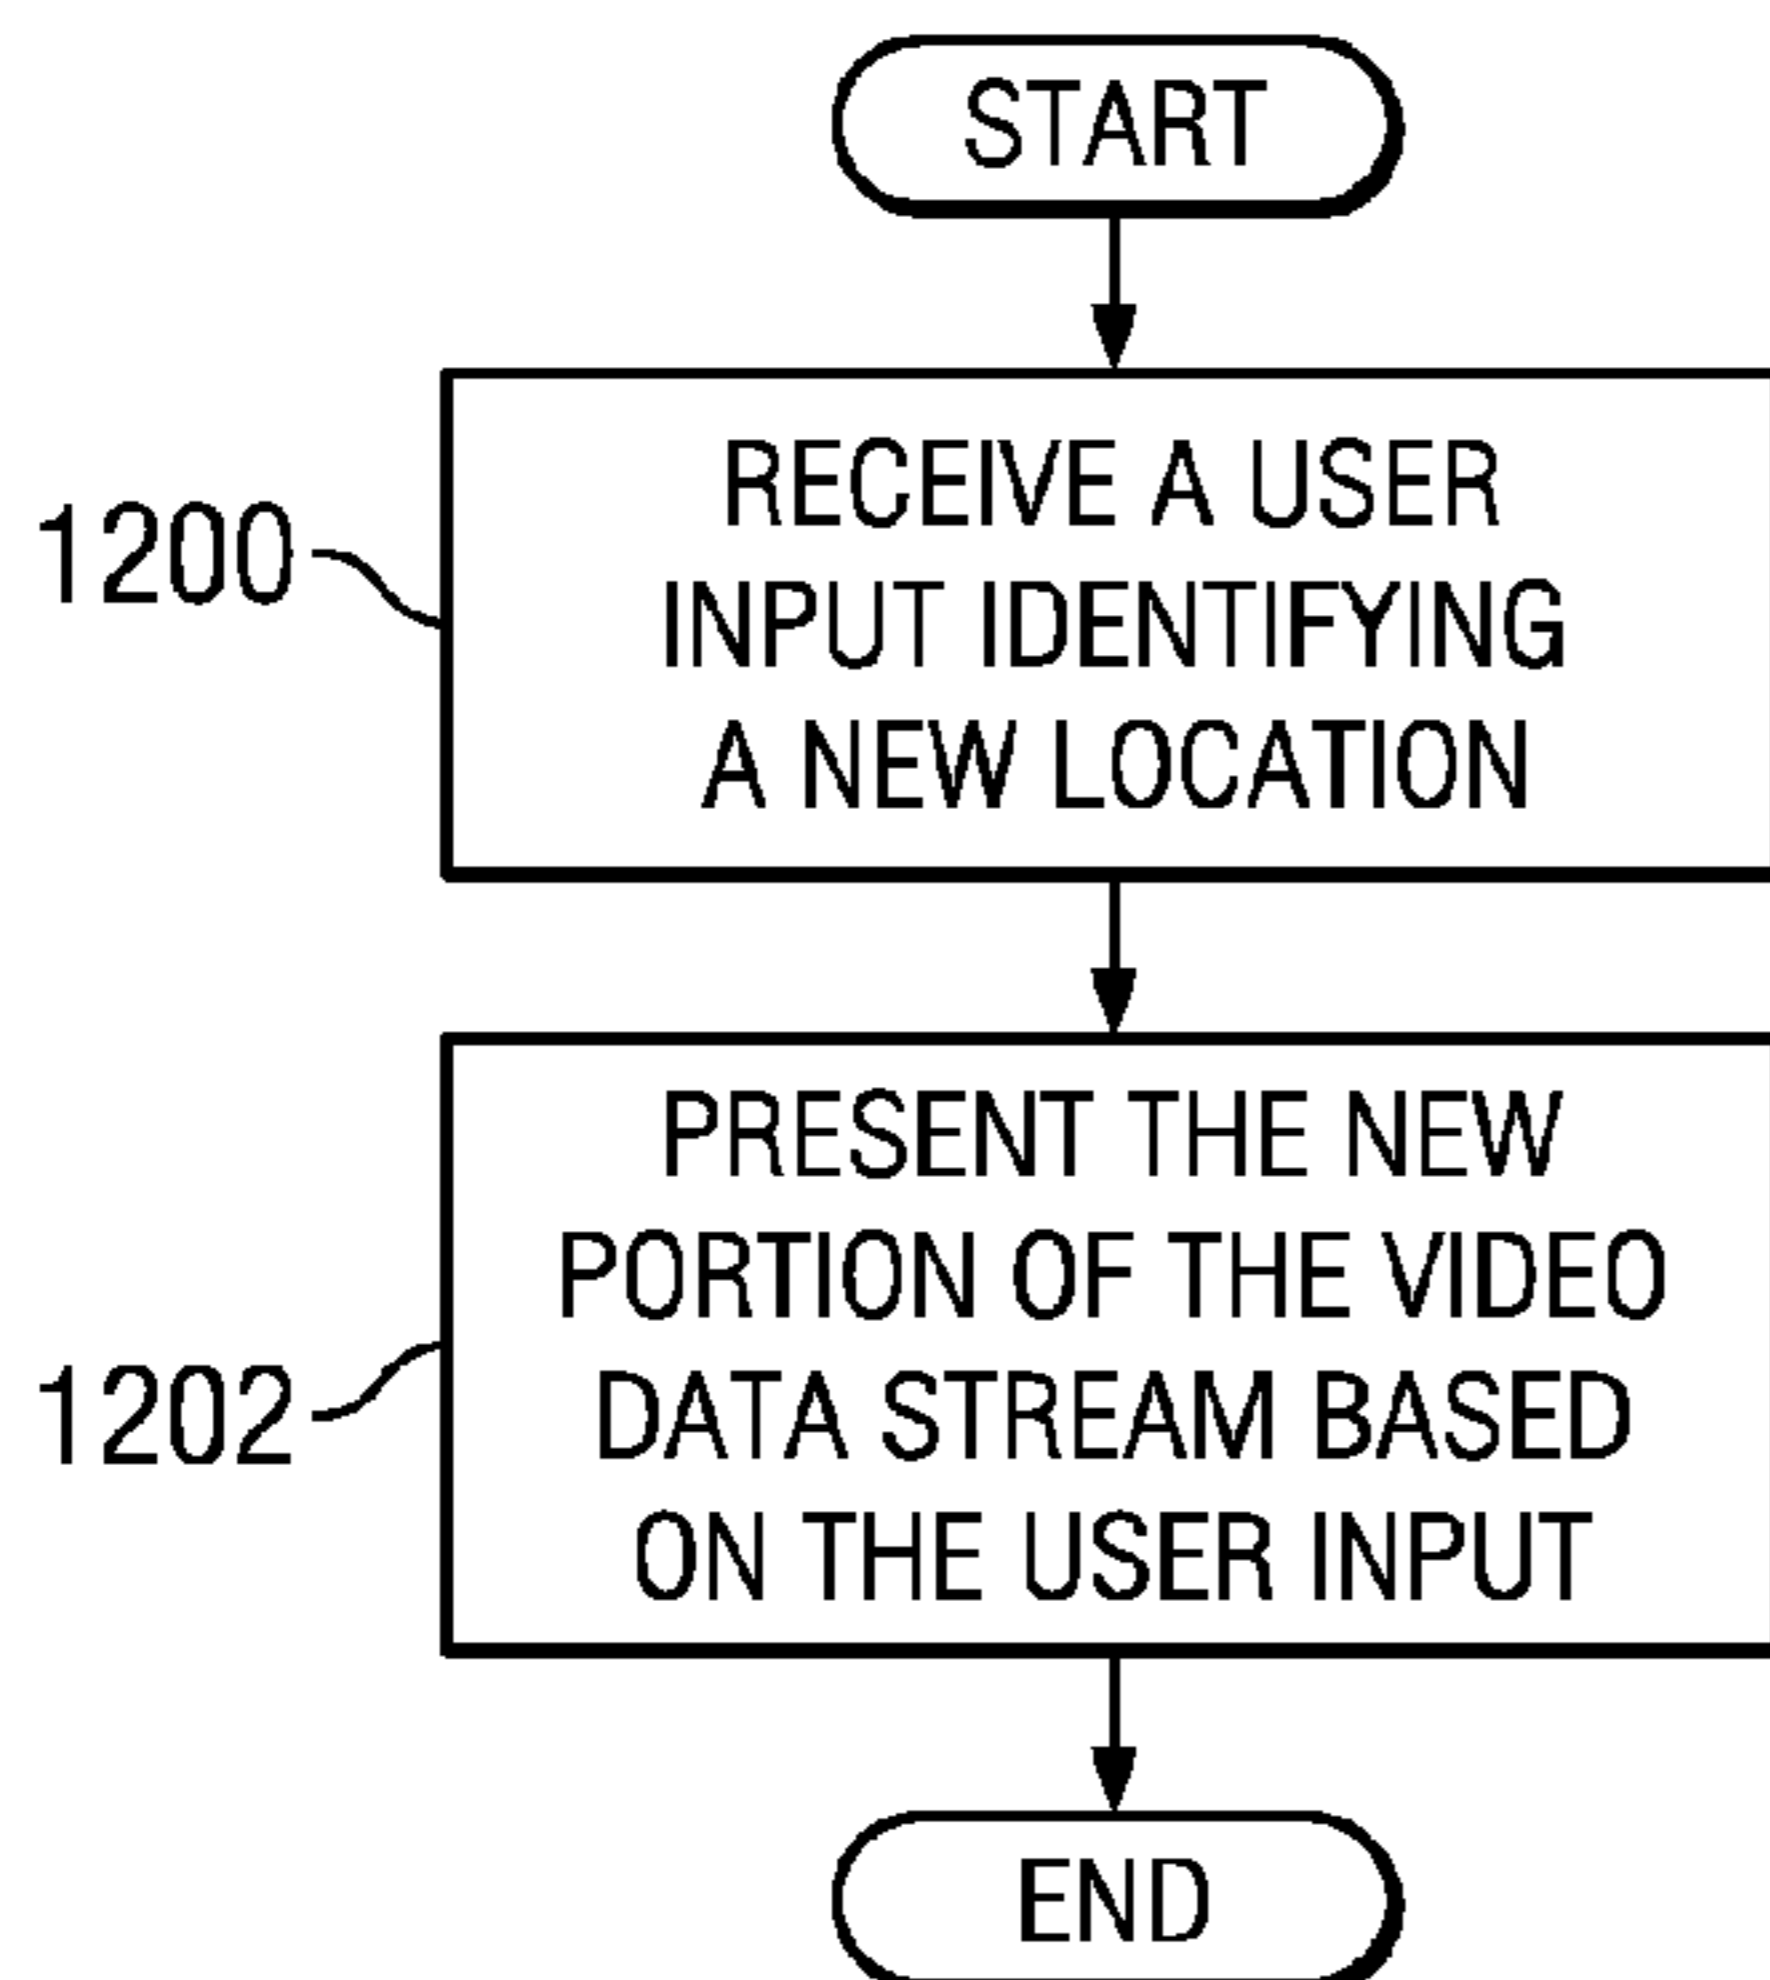 START
1200
RECEIVE A USER
INPUT IDENTIFYING
A NEW LOCATION
1202
PRESENT THE NEW
PORTION OF THE VIDEO
DATA STREAM BASED
ON THE USER INPUT
END